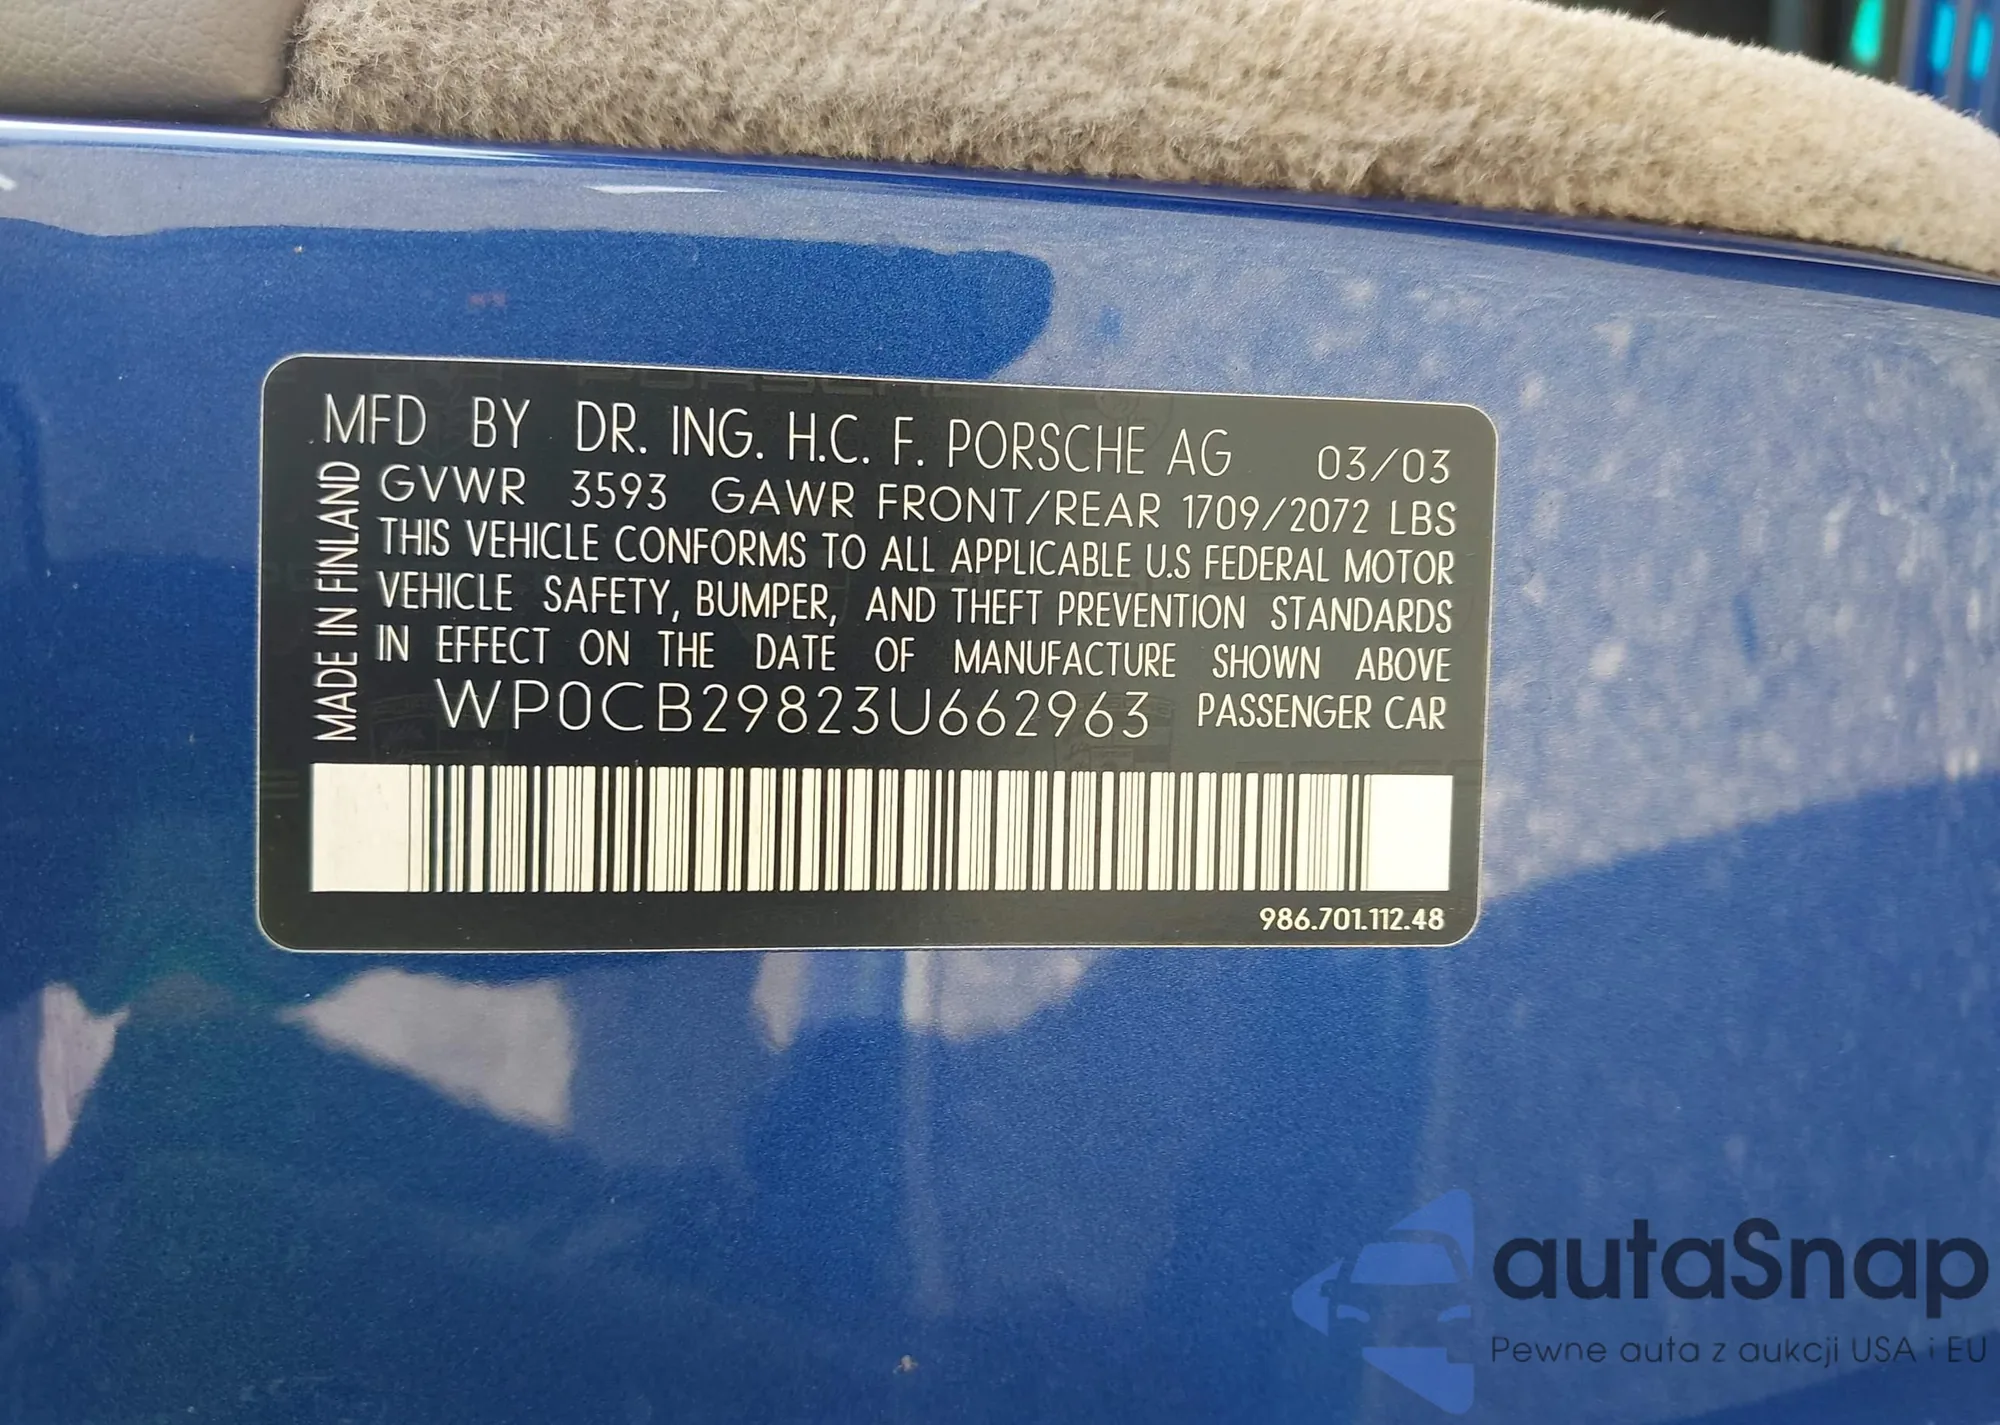 MFD BY DR. ING. H.C. F. PORSCHE AG 03/03
MADE IN FINLAND
GVWR 3593 GAWR FRONT/REAR 1709/2072 LBS
THIS VEHICLE CONFORMS TO ALL APPLICABLE U.S FEDERAL MOTOR
VEHICLE SAFETY, BUMPER, AND THEFT PREVENTION STANDARDS
IN EFFECT ON THE DATE OF MANUFACTURE SHOWN ABOVE
WP0CB29823U662963 PASSENGER CAR
986.701.112.48
autaSnap
Pewne auta z aukcji USA i EU